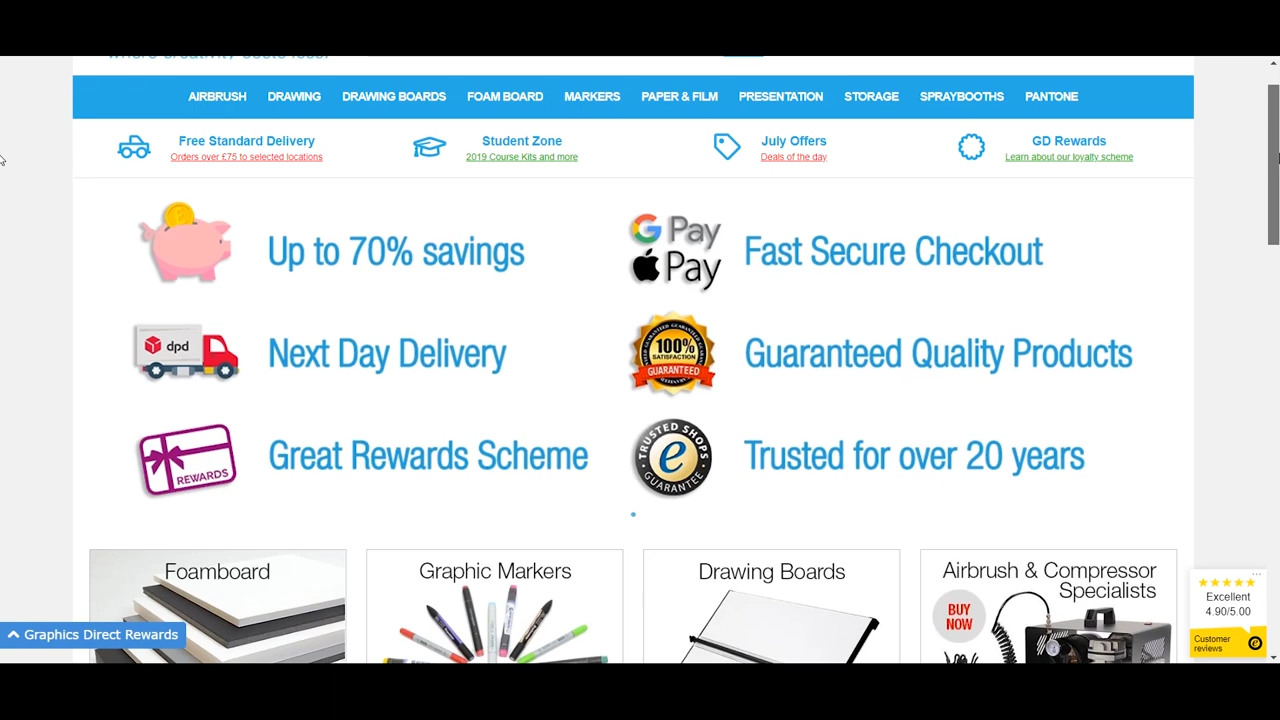 AIRBRUSH DRAWING DRAWING BOARDS FOAM BOARD MARKERS PAPER & FILM PRESENTATION STORAGE SPRAYBOOTHS PANTONE
Free Standard Delivery
Orders over £75 to selected locations
Student Zone
2019 Course Kits and more
July Offers
Deals of the day
GD Rewards
Learn about our loyalty scheme
Up to 70% savings
G Pay
Pay
Fast Secure Checkout
dpd
Next Day Delivery
100%
SATISFACTION
GUARANTEED
Guaranteed Quality Products
REWARDS
Great Rewards Scheme
TRUSTED SHOPS
e
GUARANTEE
Trusted for over 20 years
Foamboard
Graphic Markers
Drawing Boards
Airbrush & Compressor
Specialists
BUY
NOW
Excellent
4.90/5.00
Customer
reviews
e
Graphics Direct Rewards